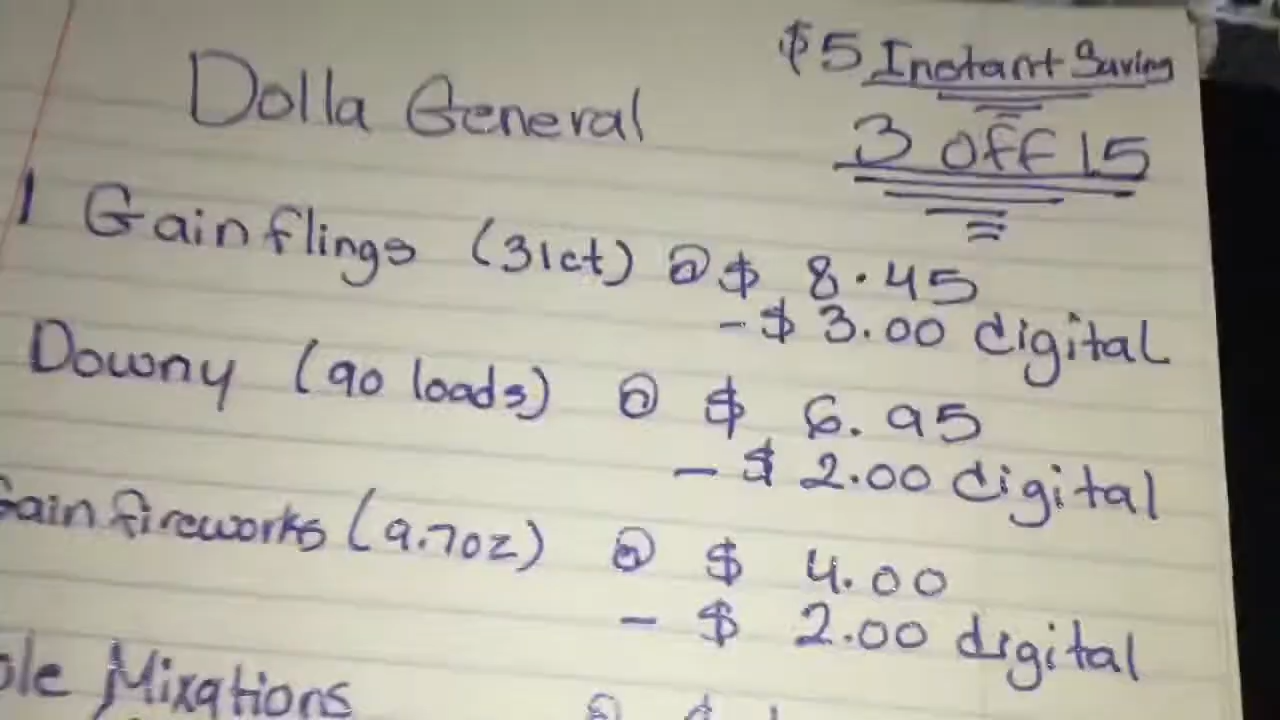 $5 Instant Saving
Dolla General
3 off 15
1 Gain flings (31ct) @ $ 8.45
- $ 3.00 digital
Downy (90 loads) @ $ 6.95
- $ 2.00 digital
Gain fireworks (9.7oz) @ $ 4.00
- $ 2.00 digital
Mixations